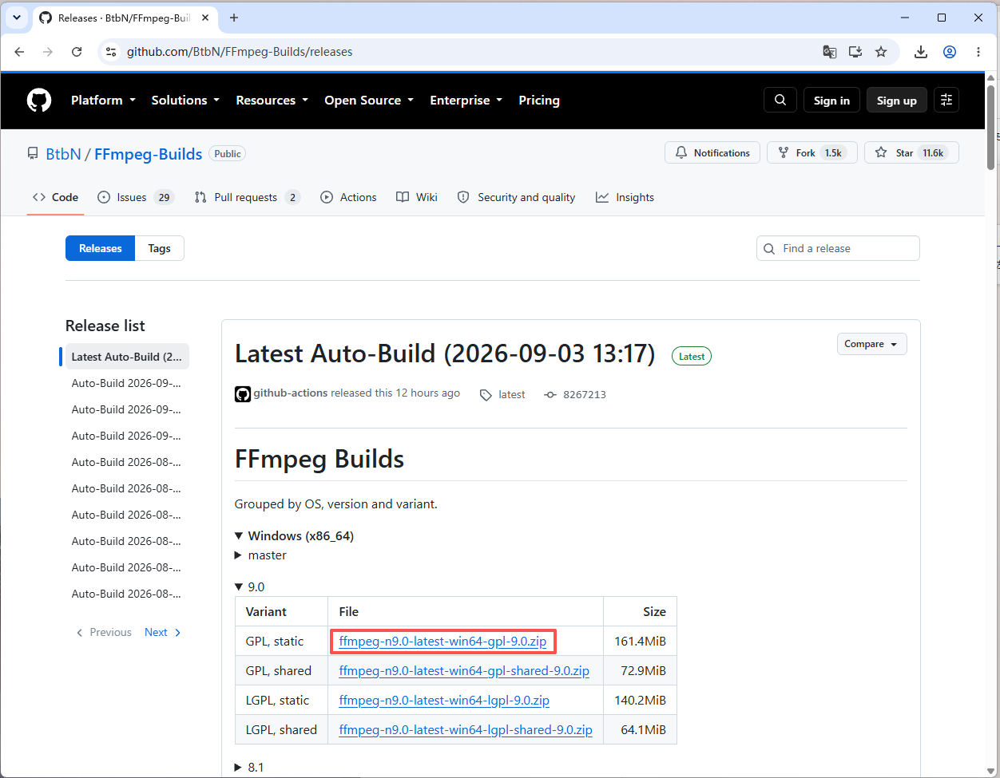 Releases · BtbN/FFmpeg-Buil
github.com/BtbN/FFmpeg-Builds/releases
Platform Solutions Resources Open Source Enterprise Pricing Sign in Sign up
BtbN / FFmpeg-Builds Public Notifications Fork 1.5k Star 11.6k
Code Issues 29 Pull requests 2 Actions Wiki Security and quality Insights
Releases Tags Find a release
Release list
Latest Auto-Build (2...
Auto-Build 2026-09-...
Auto-Build 2026-09-...
Auto-Build 2026-09-...
Auto-Build 2026-08-...
Auto-Build 2026-08-...
Auto-Build 2026-08-...
Auto-Build 2026-08-...
Auto-Build 2026-08-...
Auto-Build 2026-08-...
Previous Next
Latest Auto-Build (2026-09-03 13:17) Latest Compare
github-actions released this 12 hours ago latest 8267213
FFmpeg Builds
Grouped by OS, version and variant.
Windows (x86_64)
master
9.0
Variant File Size
GPL, static ffmpeg-n9.0-latest-win64-gpl-9.0.zip 161.4MiB
GPL, shared ffmpeg-n9.0-latest-win64-gpl-shared-9.0.zip 72.9MiB
LGPL, static ffmpeg-n9.0-latest-win64-lgpl-9.0.zip 140.2MiB
LGPL, shared ffmpeg-n9.0-latest-win64-lgpl-shared-9.0.zip 64.1MiB
8.1